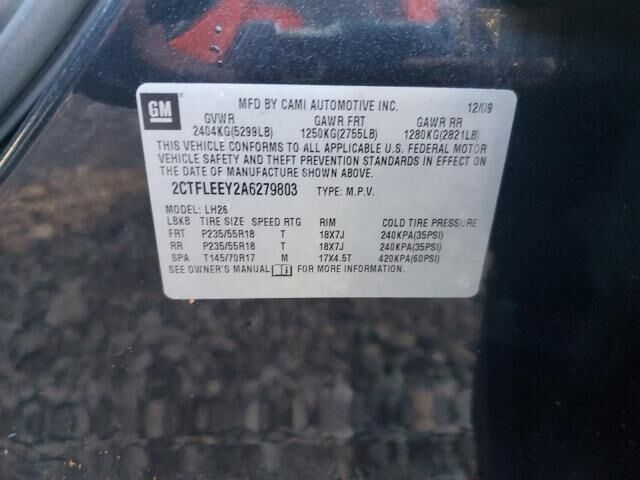 GM
MFD BY CAMI AUTOMOTIVE INC. 12/09
GVWR GAWR FRT GAWR RR
2404KG(5299LB) 1250KG(2755LB) 1280KG(2821LB)
THIS VEHICLE CONFORMS TO ALL APPLICABLE U.S. FEDERAL MOTOR
VEHICLE SAFETY AND THEFT PREVENTION STANDARDS IN EFFECT ON
THE DATE OF MANUFACTURE SHOWN ABOVE.
2CTFLEEY2A6279803 TYPE: M.P.V.
MODEL: LH26
LBKB TIRE SIZE SPEED RTG RIM COLD TIRE PRESSURE
FRT P235/55R18 T 18X7J 240KPA(35PSI)
RR P235/55R18 T 18X7J 240KPA(35PSI)
SPA T145/70R17 M 17X4.5T 420KPA(60PSI)
SEE OWNER'S MANUAL FOR MORE INFORMATION.